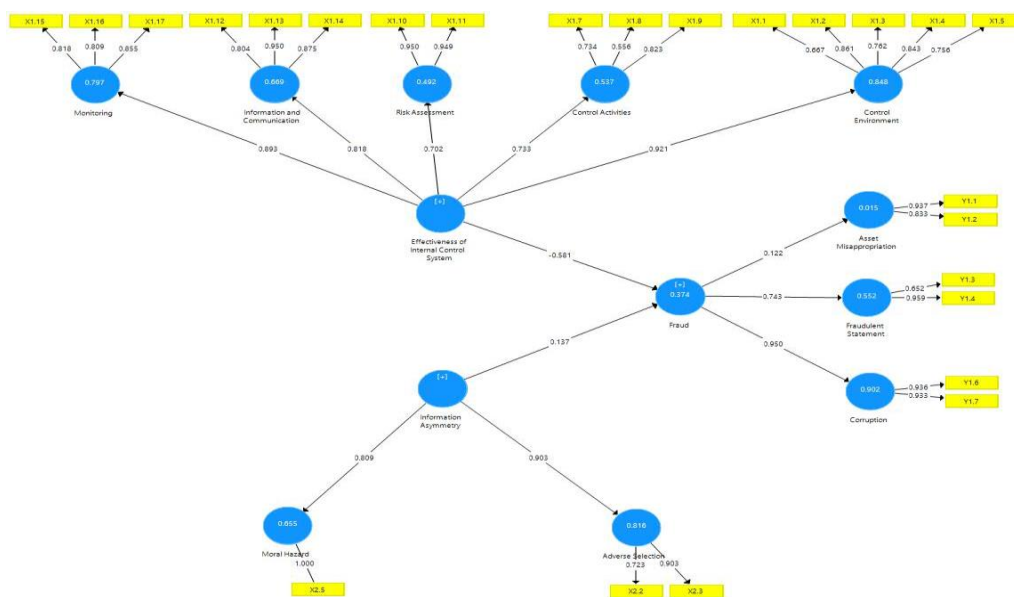 X1.15 X1.16 X1.17 X1.12 X1.13 X1.14 X1.10 X1.11 X1.7 X1.8 X1.9 X1.1 X1.2 X1.3 X1.4 X1.5
0.818 0.809 0.855 0.804 0.950 0.875 0.950 0.949 0.734 0.556 0.823 0.667 0.861 0.762 0.843 0.756
0.797 0.669 0.492 0.537 0.848
Monitoring
Information and
Communication
Risk Assessment
Control Activities
Control
Environment
0.893 0.818 0.702 0.733 0.921
[+]
Effectiveness of
Internal Control
System
0.015
0.937
0.833
Y1.1
Y1.2
Asset
Misappropriation
-0.581
0.122
[+]
0.374
Fraud
0.743
0.552
0.652
0.959
Y1.3
Y1.4
Fraudulent
Statement
0.137
0.950
[+]
Information
Asymmetry
0.902
0.936
0.933
Y1.6
Y1.7
Corruption
0.809 0.903
0.655
Moral Hazard
1.000
X2.5
0.816
Adverse Selection
0.723 0.903
X2.2 X2.3